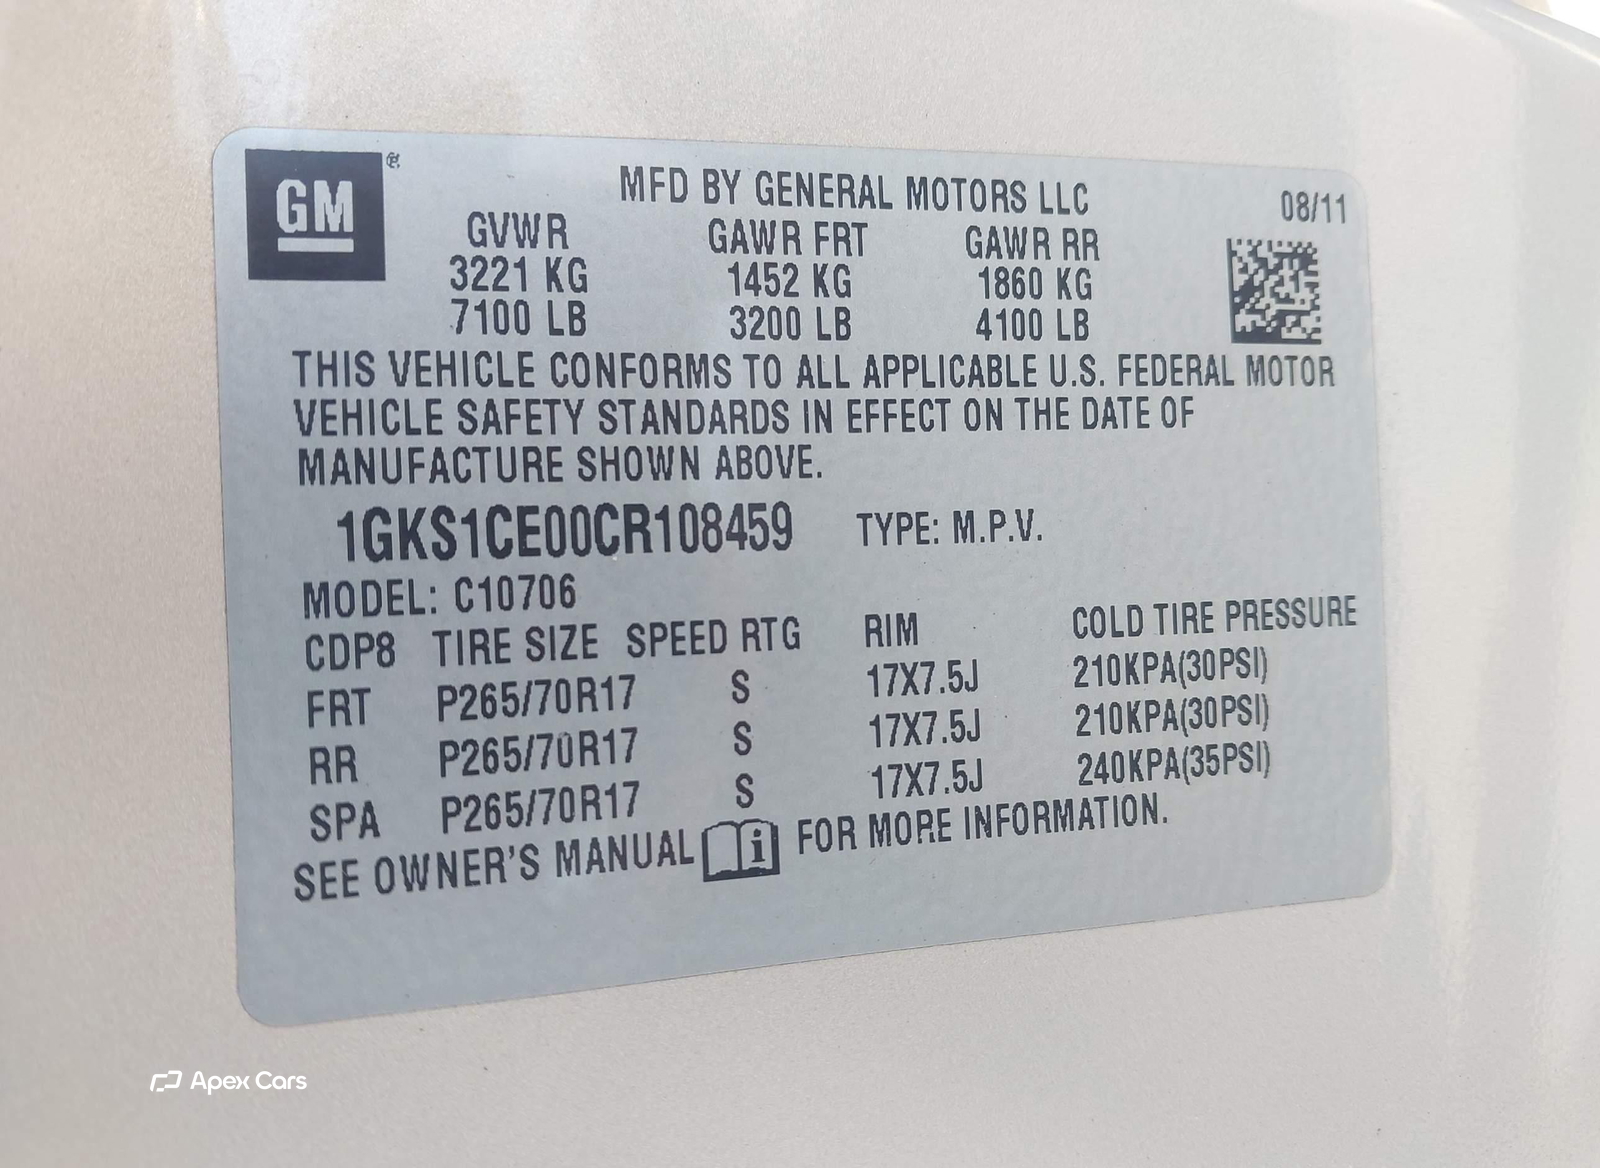 GM
MFD BY GENERAL MOTORS LLC 08/11
GVWR GAWR FRT GAWR RR
3221 KG 1452 KG 1860 KG
7100 LB 3200 LB 4100 LB
THIS VEHICLE CONFORMS TO ALL APPLICABLE U.S. FEDERAL MOTOR
VEHICLE SAFETY STANDARDS IN EFFECT ON THE DATE OF
MANUFACTURE SHOWN ABOVE.
1GKS1CE00CR108459 TYPE: M.P.V.
MODEL: C10706
CDP8 TIRE SIZE SPEED RTG RIM COLD TIRE PRESSURE
FRT P265/70R17 S 17X7.5J 210KPA(30PSI)
RR P265/70R17 S 17X7.5J 210KPA(30PSI)
SPA P265/70R17 S 17X7.5J 240KPA(35PSI)
SEE OWNER'S MANUAL i FOR MORE INFORMATION.
Apex Cars